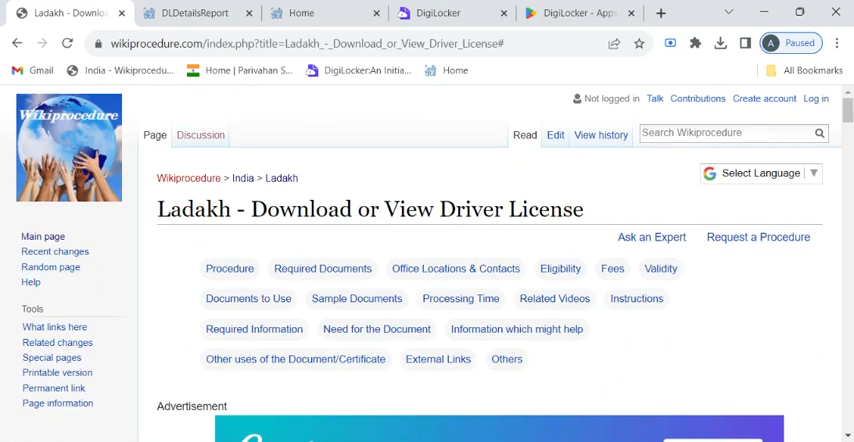 Ladakh - Downloa
DLDetailsReport
Home
DigiLocker
DigiLocker - Apps
wikiprocedure.com/index.php?title=Ladakh_-_Download_or_View_Driver_License#
A Paused
Gmail
India - Wikiprocedu...
Home | Parivahan S...
DigiLocker:An Initia...
Home
All Bookmarks
Wikiprocedure
Not logged in Talk Contributions Create account Log in
Page Discussion Read Edit View history Search Wikiprocedure
Wikiprocedure > India > Ladakh
G Select Language
Ladakh - Download or View Driver License
Ask an Expert Request a Procedure
Main page
Recent changes
Random page
Help
Tools
What links here
Related changes
Special pages
Printable version
Permanent link
Page information
Procedure Required Documents Office Locations & Contacts Eligibility Fees Validity
Documents to Use Sample Documents Processing Time Related Videos Instructions
Required Information Need for the Document Information which might help
Other uses of the Document/Certificate External Links Others
Advertisement